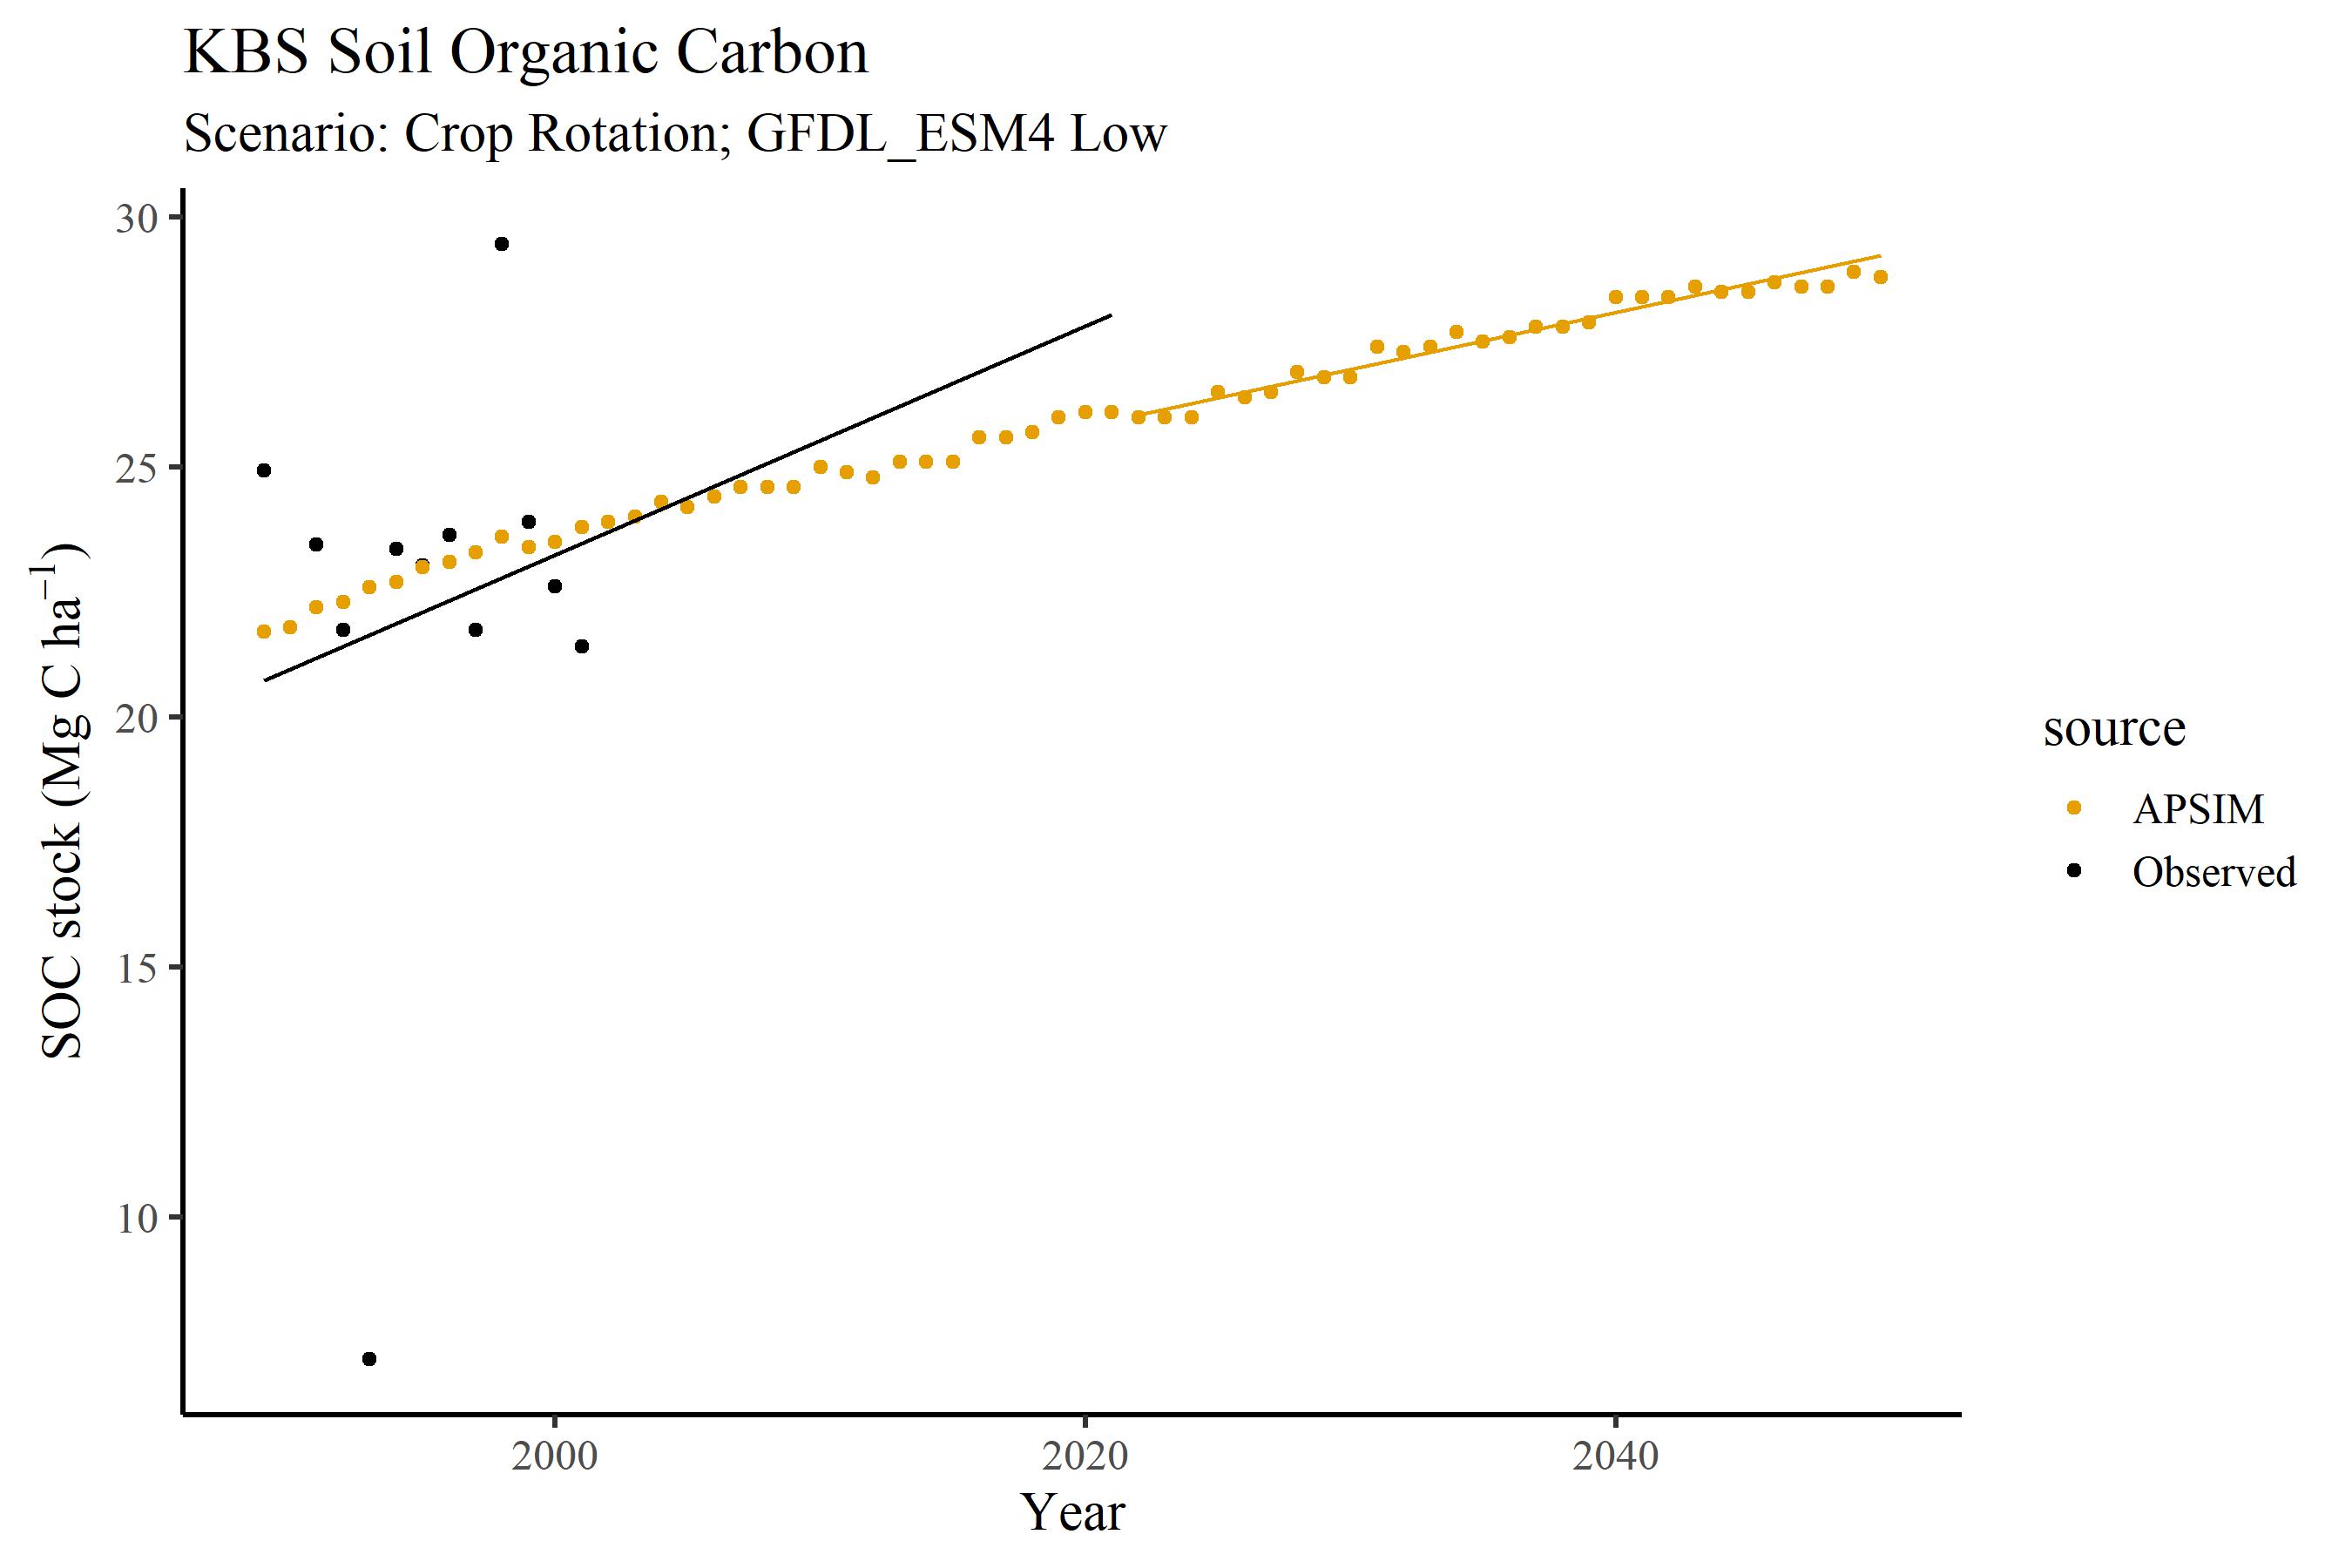 KBS Soil Organic Carbon
Scenario: Crop Rotation; GFDL_ESM4 Low
SOC stock (Mg C ha⁻¹)
30
25
20
15
10
2000
2020
2040
Year
source
APSIM
Observed